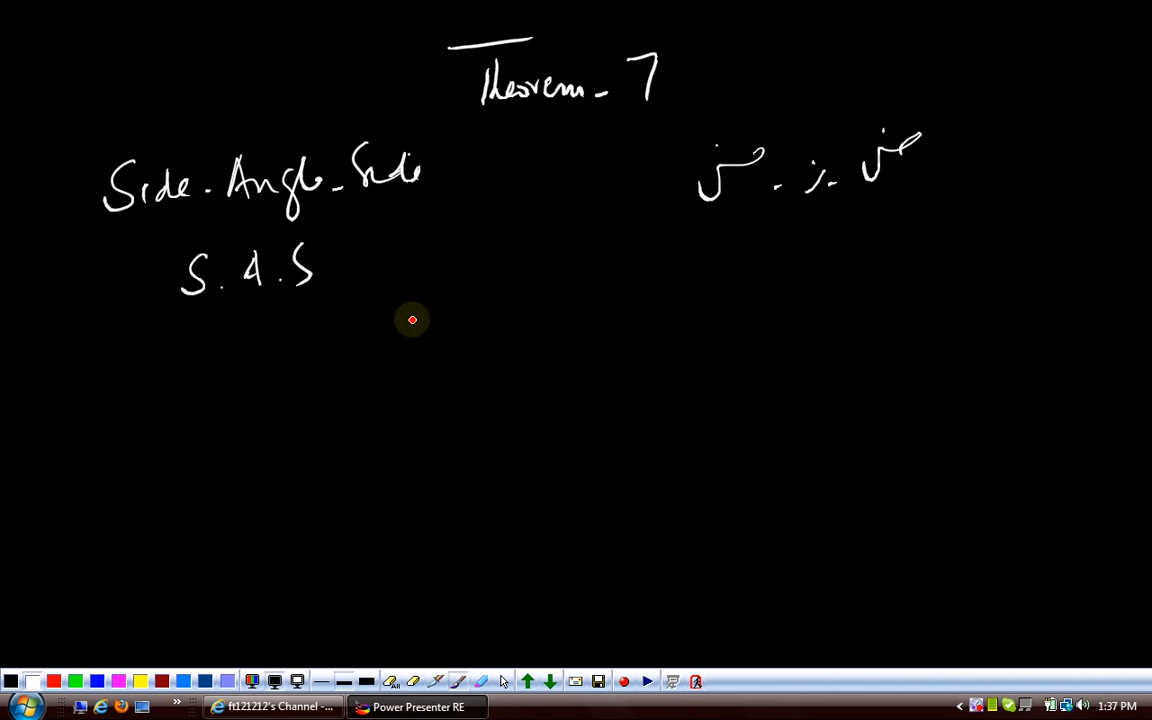 Theorem - 7
Side - Angle - Side
ض . ز . ض
S . A . S
ft121212's Channel -...
Power Presenter RE
1:37 PM